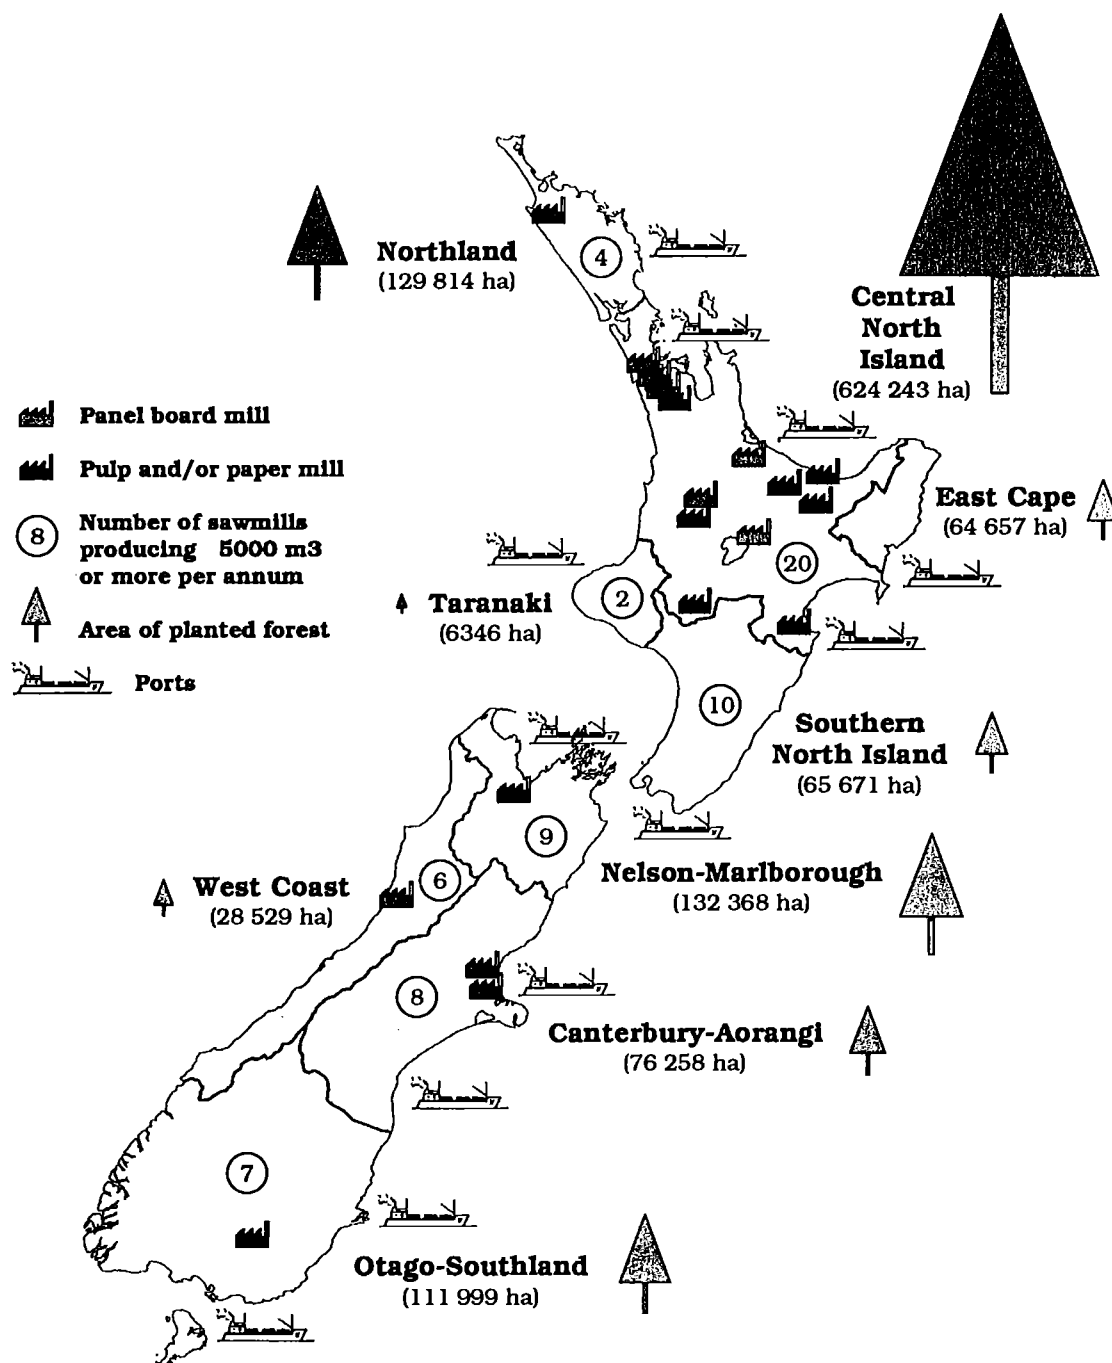 Northland
(129 814 ha)
4
Central
North
Island
(624 243 ha)
Panel board mill
Pulp and/or paper mill
8
Number of sawmills
producing 5000 m3
or more per annum
Area of planted forest
Ports
East Cape
(64 657 ha)
20
2
Taranaki
(6346 ha)
10
Southern
North Island
(65 671 ha)
9
Nelson-Marlborough
(132 368 ha)
6
West Coast
(28 529 ha)
8
Canterbury-Aorangi
(76 258 ha)
7
Otago-Southland
(111 999 ha)